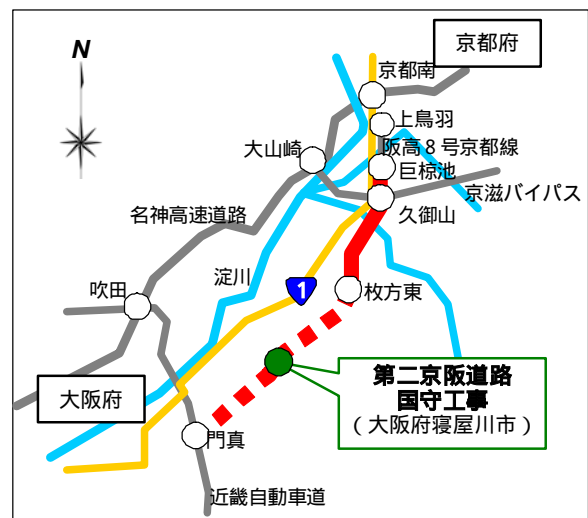 N
京都府
京都南
上鳥羽
阪高８号京都線
大山崎
巨椋池
京滋バイパス
久御山
名神高速道路
淀川
1
枚方東
吹田
第二京阪道路
国守工事
（大阪府寝屋川市）
大阪府
門真
近畿自動車道